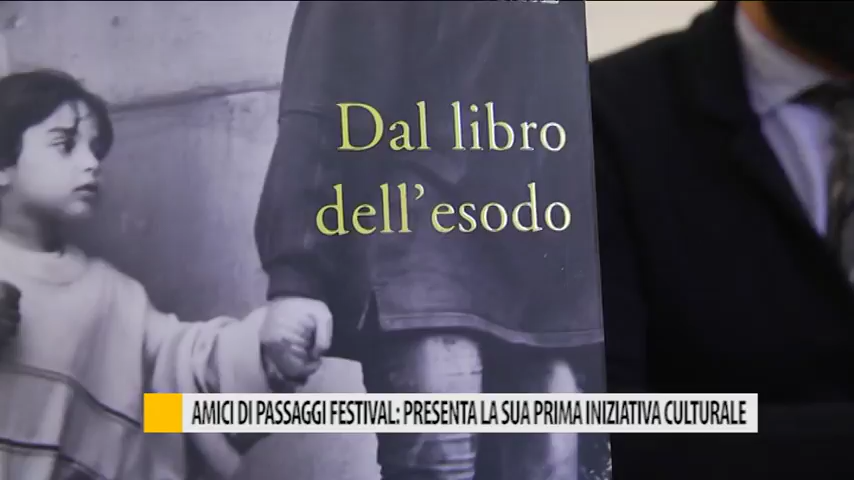 Dal libro
dell'esodo
AMICI DI PASSAGGI FESTIVAL: PRESENTA LA SUA PRIMA INIZIATIVA CULTURALE